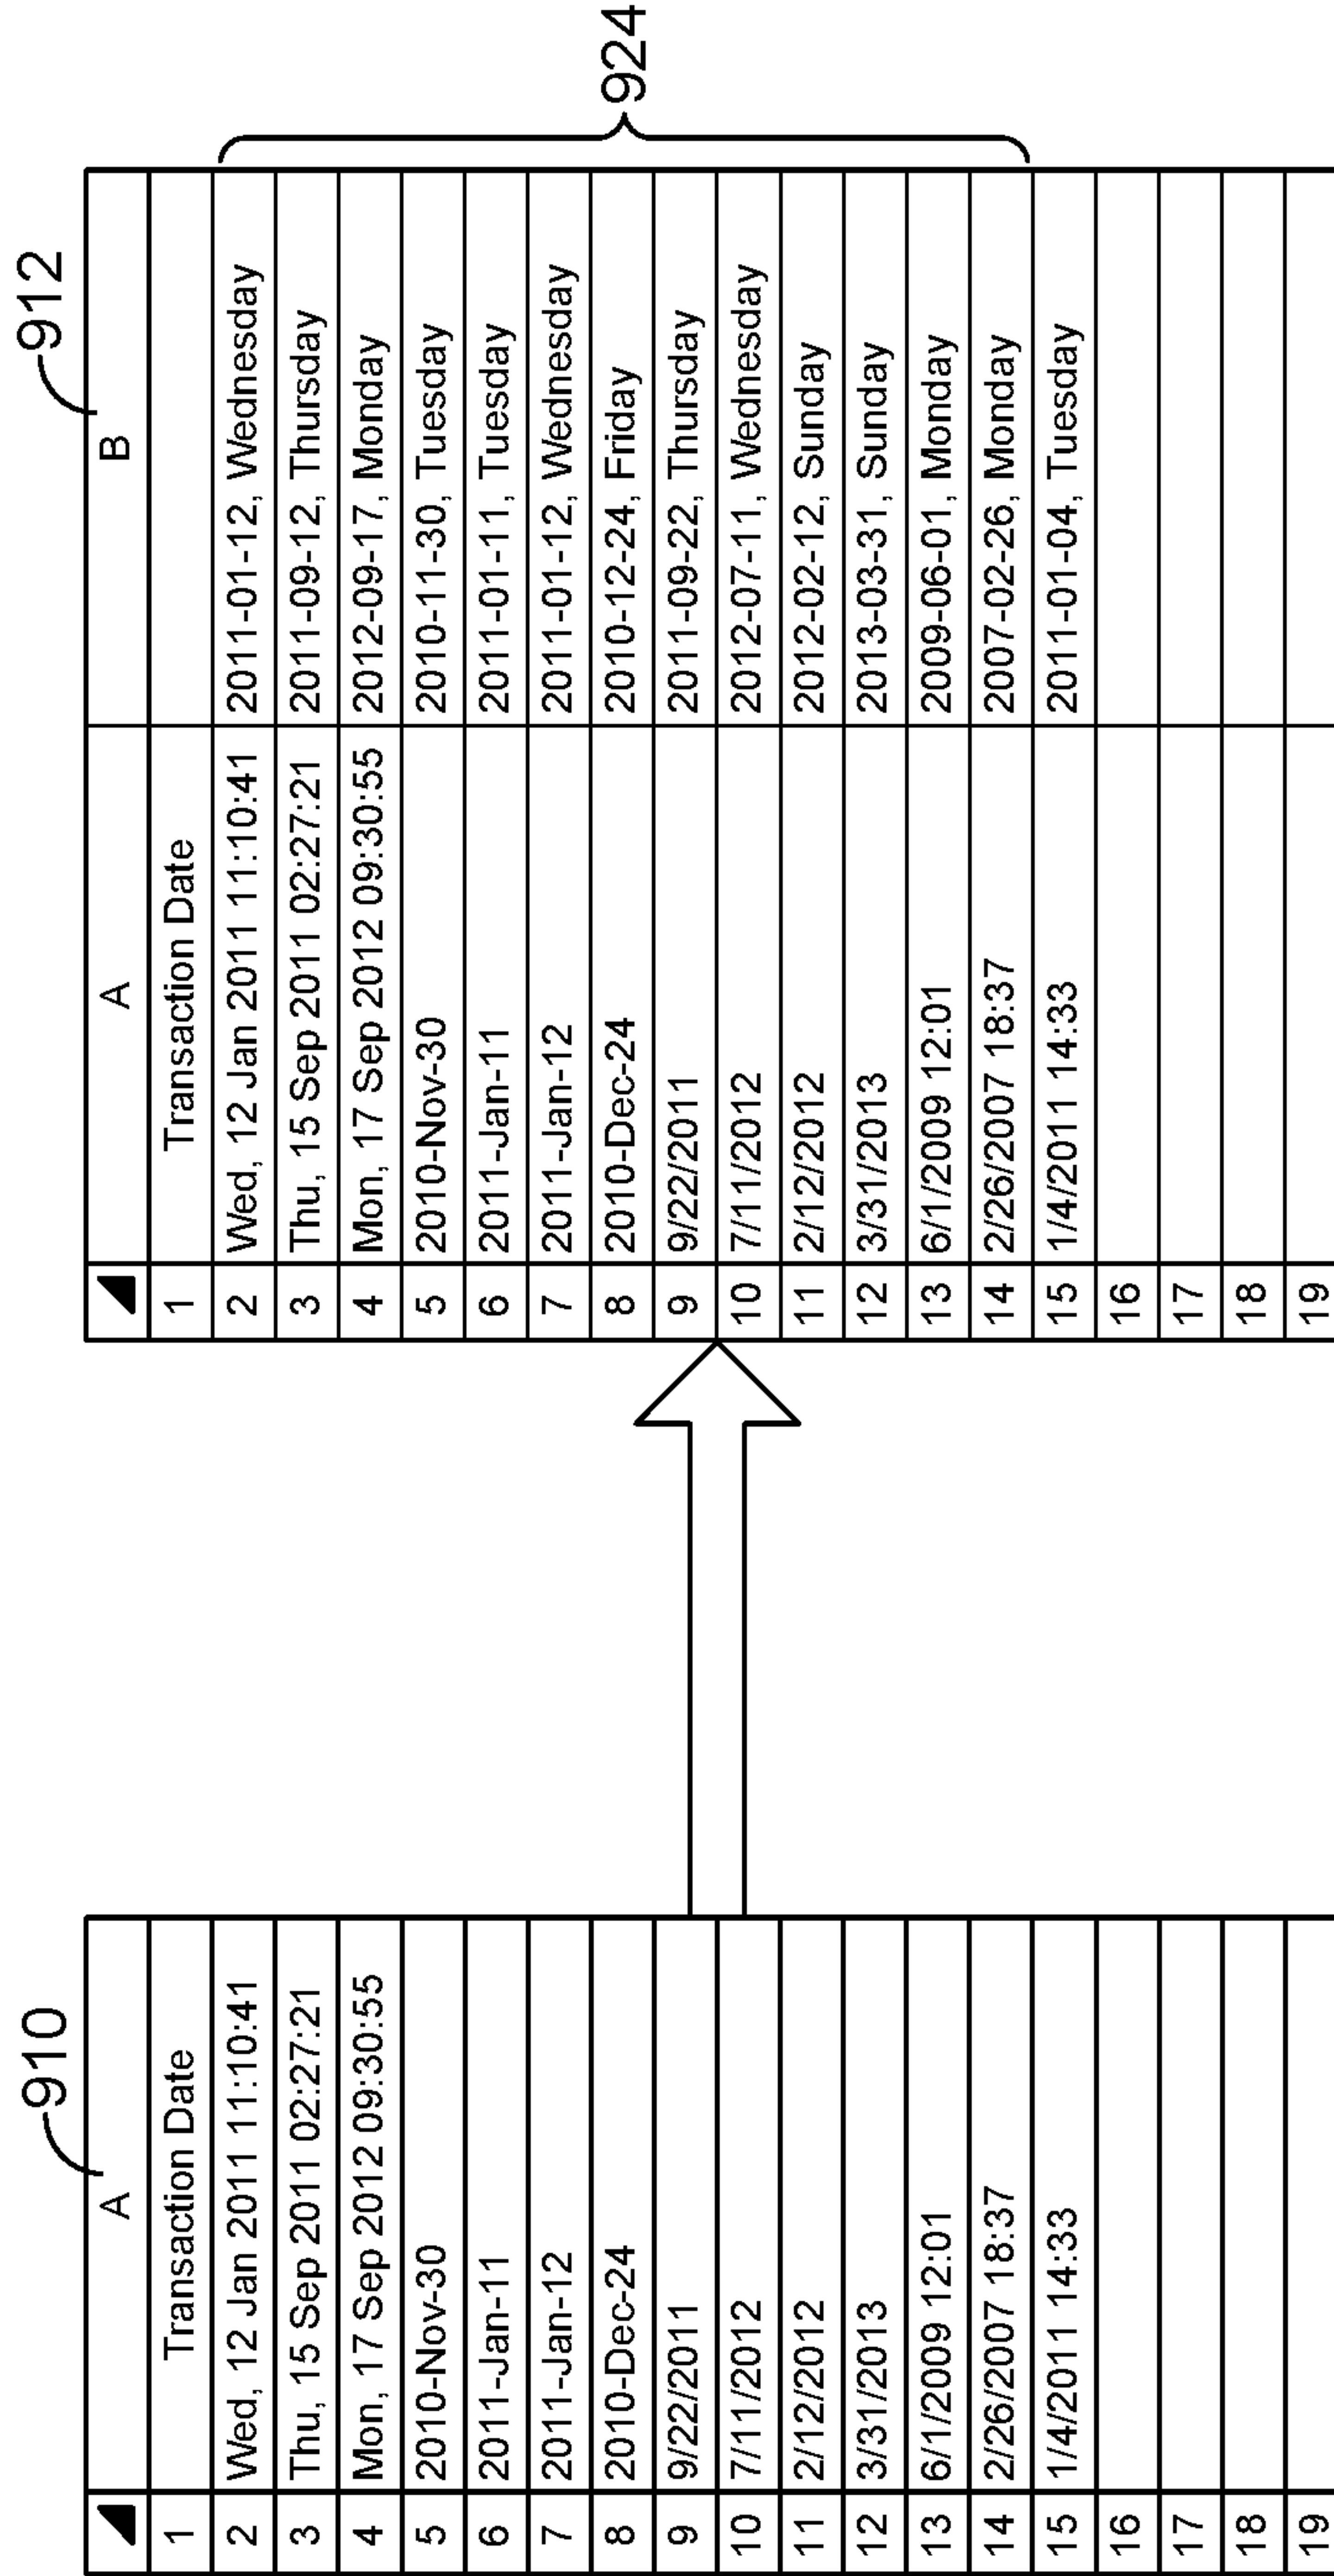 910
A
1 Transaction Date
2 Wed, 12 Jan 2011 11:10:41
3 Thu, 15 Sep 2011 02:27:21
4 Mon, 17 Sep 2012 09:30:55
5 2010-Nov-30
6 2011-Jan-11
7 2011-Jan-12
8 2010-Dec-24
9 9/22/2011
10 7/11/2012
11 2/12/2012
12 3/31/2013
13 6/1/2009 12:01
14 2/26/2007 18:37
15 1/4/2011 14:33
16
17
18
19
912
A B
1 Transaction Date
2 Wed, 12 Jan 2011 11:10:41 2011-01-12, Wednesday
3 Thu, 15 Sep 2011 02:27:21 2011-09-12, Thursday
4 Mon, 17 Sep 2012 09:30:55 2012-09-17, Monday
5 2010-Nov-30 2010-11-30, Tuesday
6 2011-Jan-11 2011-01-11, Tuesday
7 2011-Jan-12 2011-01-12, Wednesday
8 2010-Dec-24 2010-12-24, Friday
9 9/22/2011 2011-09-22, Thursday
10 7/11/2012 2012-07-11, Wednesday
11 2/12/2012 2012-02-12, Sunday
12 3/31/2013 2013-03-31, Sunday
13 6/1/2009 12:01 2009-06-01, Monday
14 2/26/2007 18:37 2007-02-26, Monday
15 1/4/2011 14:33 2011-01-04, Tuesday
16
17
18
19
924